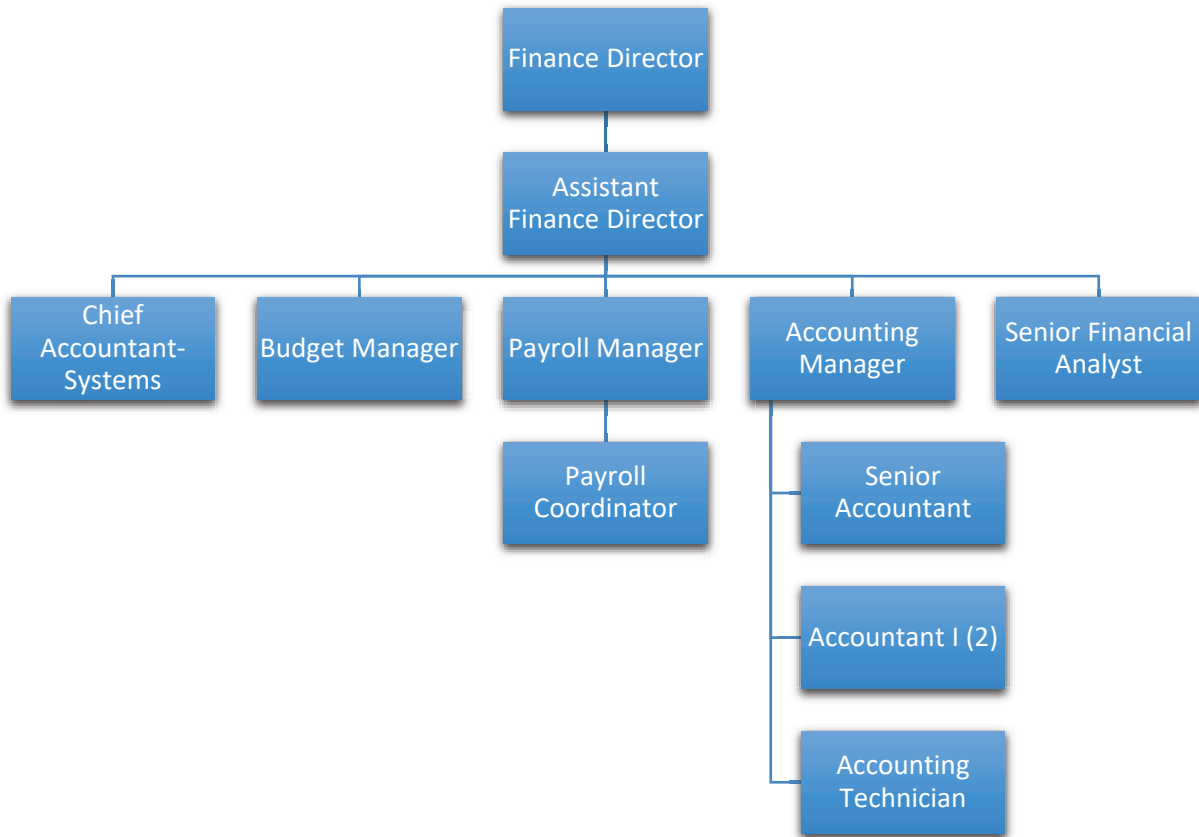 Finance Director
Assistant
Finance Director
Chief
Accountant-
Systems
Budget Manager
Payroll Manager
Accounting
Manager
Senior Financial
Analyst
Payroll
Coordinator
Senior
Accountant
Accountant I (2)
Accounting
Technician